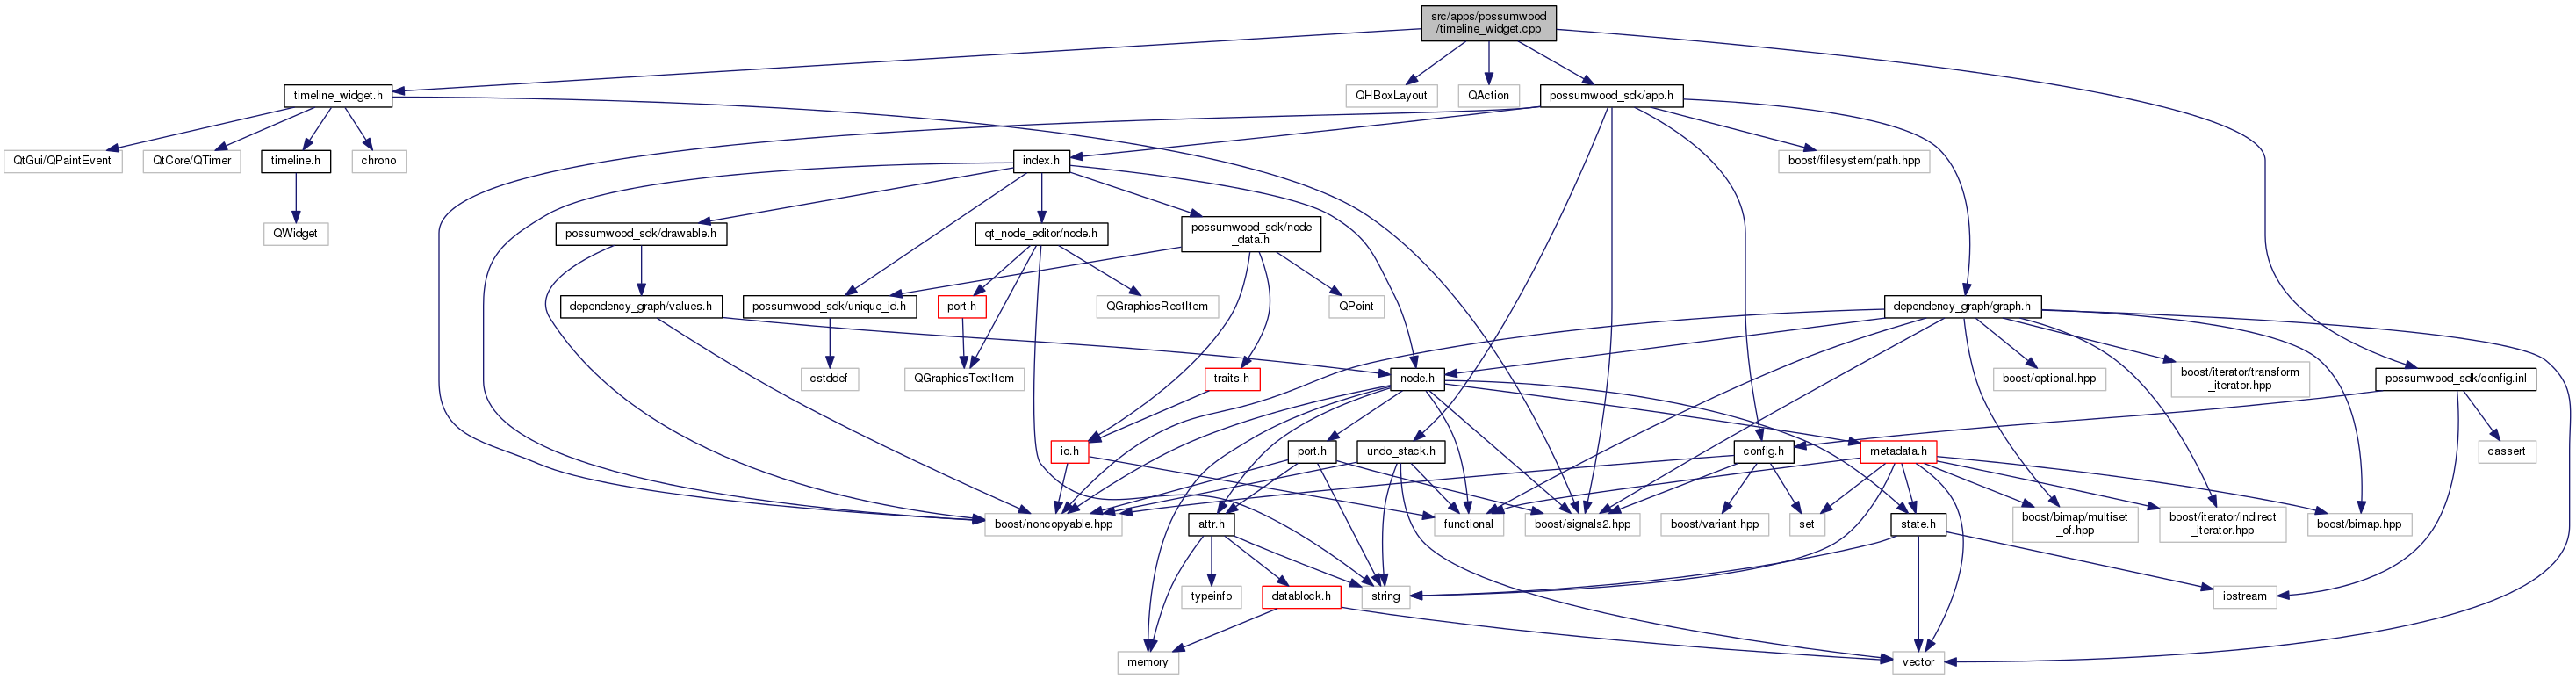 src/apps/possumwood
/timeline_widget.cpp
timeline_widget.h
QHBoxLayout
QAction
possumwood_sdk/app.h
QtGui/QPaintEvent
QtCore/QTimer
timeline.h
chrono
index.h
boost/filesystem/path.hpp
QWidget
possumwood_sdk/drawable.h
qt_node_editor/node.h
possumwood_sdk/node
_data.h
dependency_graph/values.h
possumwood_sdk/unique_id.h
port.h
QGraphicsRectItem
QPoint
dependency_graph/graph.h
cstddef
QGraphicsTextItem
traits.h
node.h
boost/optional.hpp
boost/iterator/transform
_iterator.hpp
possumwood_sdk/config.inl
io.h
port.h
undo_stack.h
config.h
metadata.h
cassert
boost/noncopyable.hpp
attr.h
functional
boost/signals2.hpp
boost/variant.hpp
set
state.h
boost/bimap/multiset
_of.hpp
boost/iterator/indirect
_iterator.hpp
boost/bimap.hpp
typeinfo
datablock.h
string
iostream
memory
vector